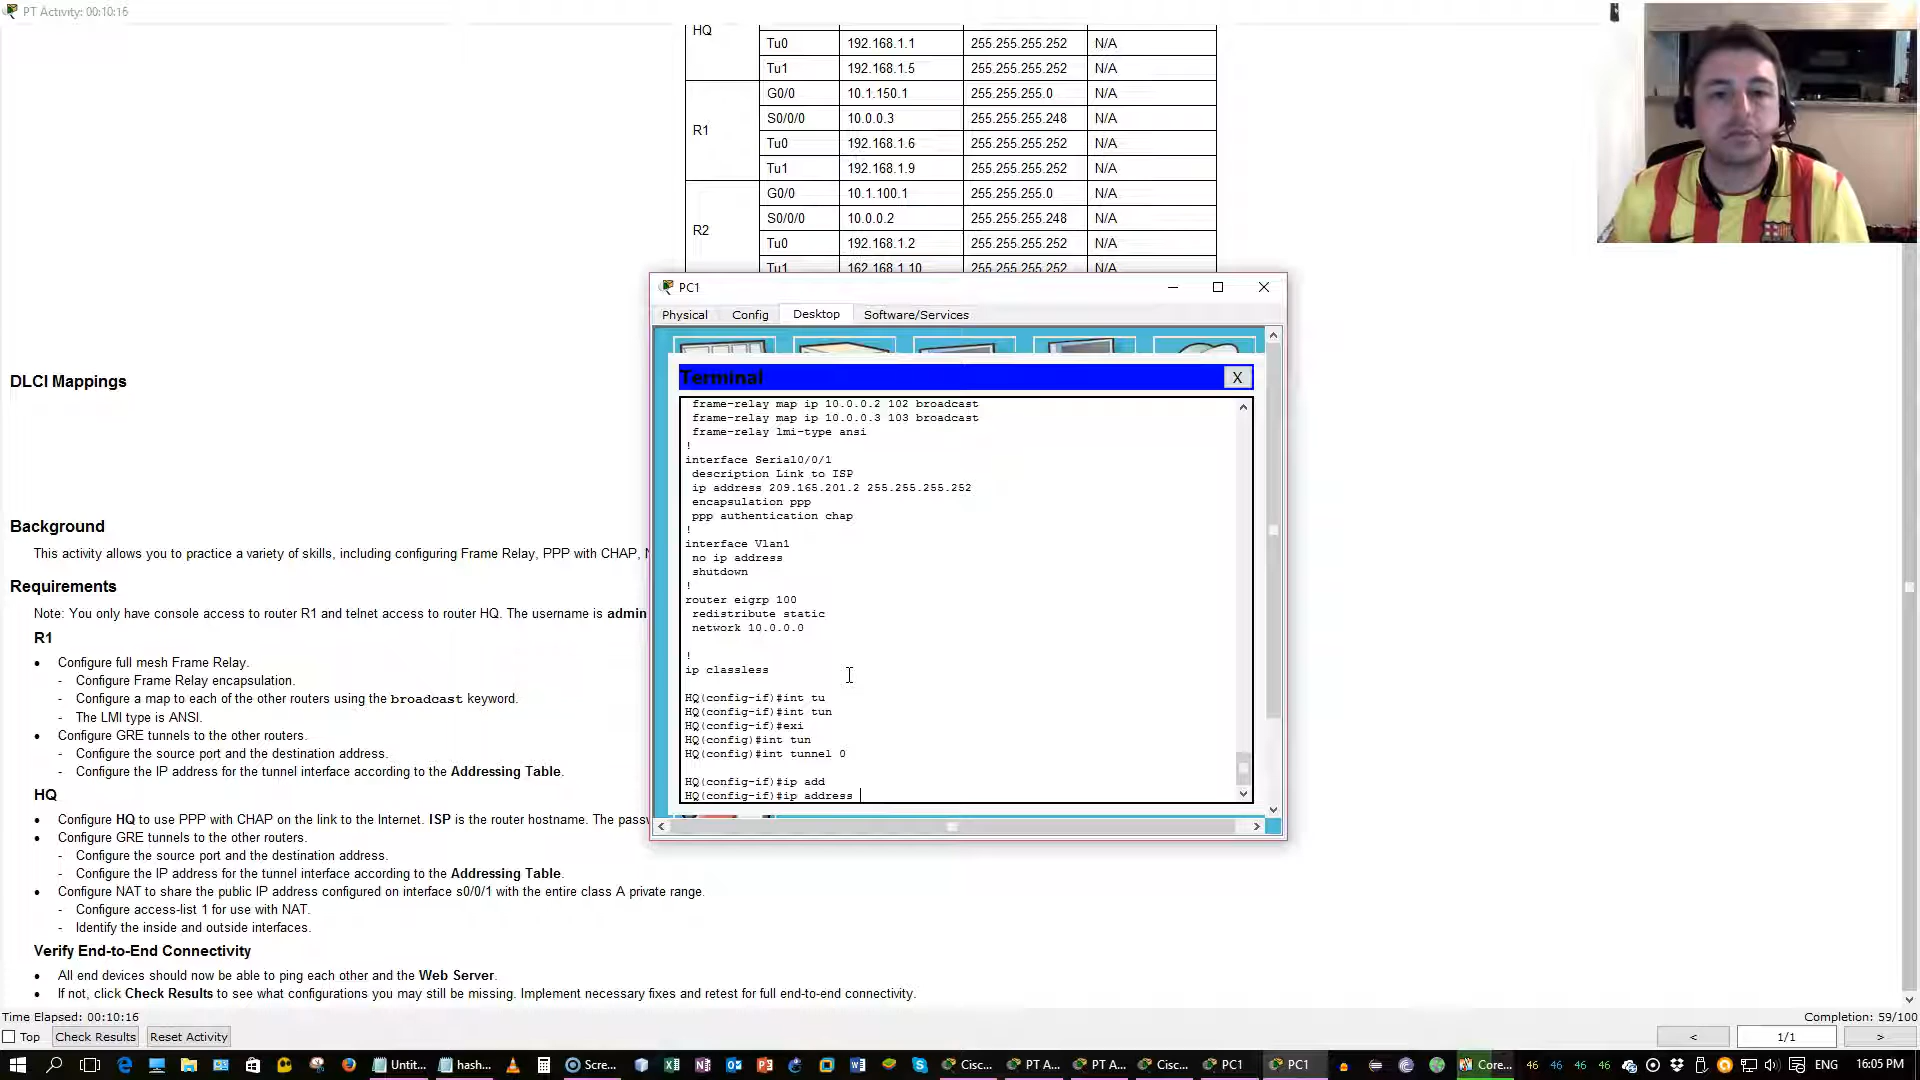 PT Activity: 00:10:16
HQ
Tu0 192.168.1.1 255.255.255.252 N/A
Tu1 192.168.1.5 255.255.255.252 N/A
R1
G0/0 10.1.150.1 255.255.255.0 N/A
S0/0/0 10.0.0.3 255.255.255.248 N/A
Tu0 192.168.1.6 255.255.255.252 N/A
Tu1 192.168.1.9 255.255.255.252 N/A
R2
G0/0 10.1.100.1 255.255.255.0 N/A
S0/0/0 10.0.0.2 255.255.255.248 N/A
Tu0 192.168.1.2 255.255.255.252 N/A
Tu1 162.168.1.10 255.255.255.252 N/A
DLCI Mappings
Background
This activity allows you to practice a variety of skills, including configuring Frame Relay, PPP with CHAP,
Requirements
Note: You only have console access to router R1 and telnet access to router HQ. The username is admin
R1
• Configure full mesh Frame Relay.
- Configure Frame Relay encapsulation.
- Configure a map to each of the other routers using the broadcast keyword.
- The LMI type is ANSI.
• Configure GRE tunnels to the other routers.
- Configure the source port and the destination address.
- Configure the IP address for the tunnel interface according to the Addressing Table.
HQ
• Configure HQ to use PPP with CHAP on the link to the Internet. ISP is the router hostname. The passw
• Configure GRE tunnels to the other routers.
- Configure the source port and the destination address.
- Configure the IP address for the tunnel interface according to the Addressing Table.
• Configure NAT to share the public IP address configured on interface s0/0/1 with the entire class A private range.
- Configure access-list 1 for use with NAT.
- Identify the inside and outside interfaces.
Verify End-to-End Connectivity
• All end devices should now be able to ping each other and the Web Server.
• If not, click Check Results to see what configurations you may still be missing. Implement necessary fixes and retest for full end-to-end connectivity.
PC1
Physical Config Desktop Software/Services
Terminal X
frame-relay map ip 10.0.0.2 102 broadcast
frame-relay map ip 10.0.0.3 103 broadcast
frame-relay lmi-type ansi
!
interface Serial0/0/1
description Link to ISP
ip address 209.165.201.2 255.255.255.252
encapsulation ppp
ppp authentication chap
!
interface Vlan1
no ip address
shutdown
!
router eigrp 100
redistribute static
network 10.0.0.0
!
ip classless
HQ(config-if)#int tu
HQ(config-if)#int tun
HQ(config-if)#exi
HQ(config)#int tun
HQ(config)#int tunnel 0
HQ(config-if)#ip add
HQ(config-if)#ip address
Time Elapsed: 00:10:16 Completion: 59/100
Top Check Results Reset Activity < 1/1 >
Untit... hash... Scre... Cisc... PT A... PT A... Cisc... PC1 PC1 Core... 46 46 46 46 ENG 16:05 PM